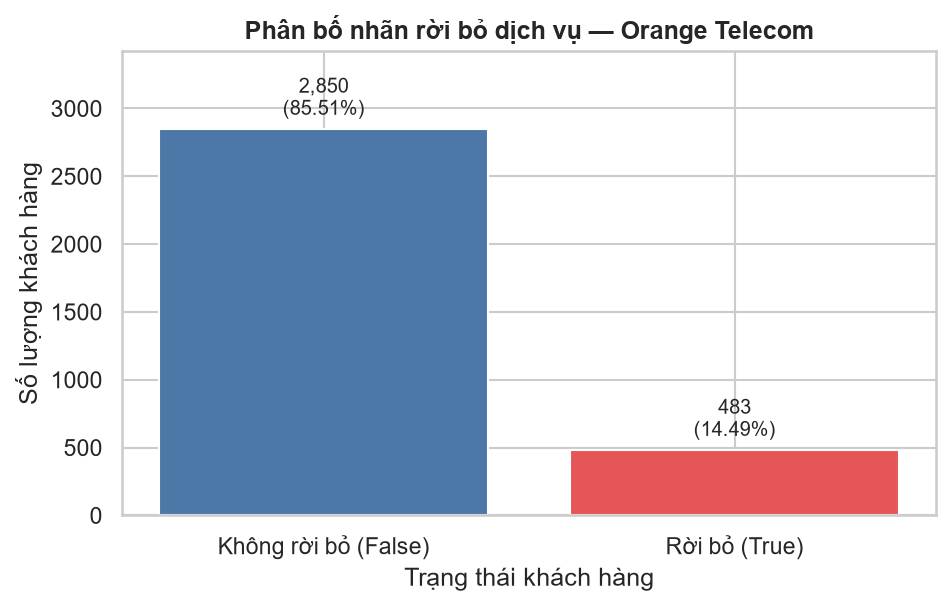 Phân bố nhãn rời bỏ dịch vụ — Orange Telecom
Số lượng khách hàng
3000
2500
2000
1500
1000
500
0
2,850
(85.51%)
483
(14.49%)
Không rời bỏ (False)
Rời bỏ (True)
Trạng thái khách hàng